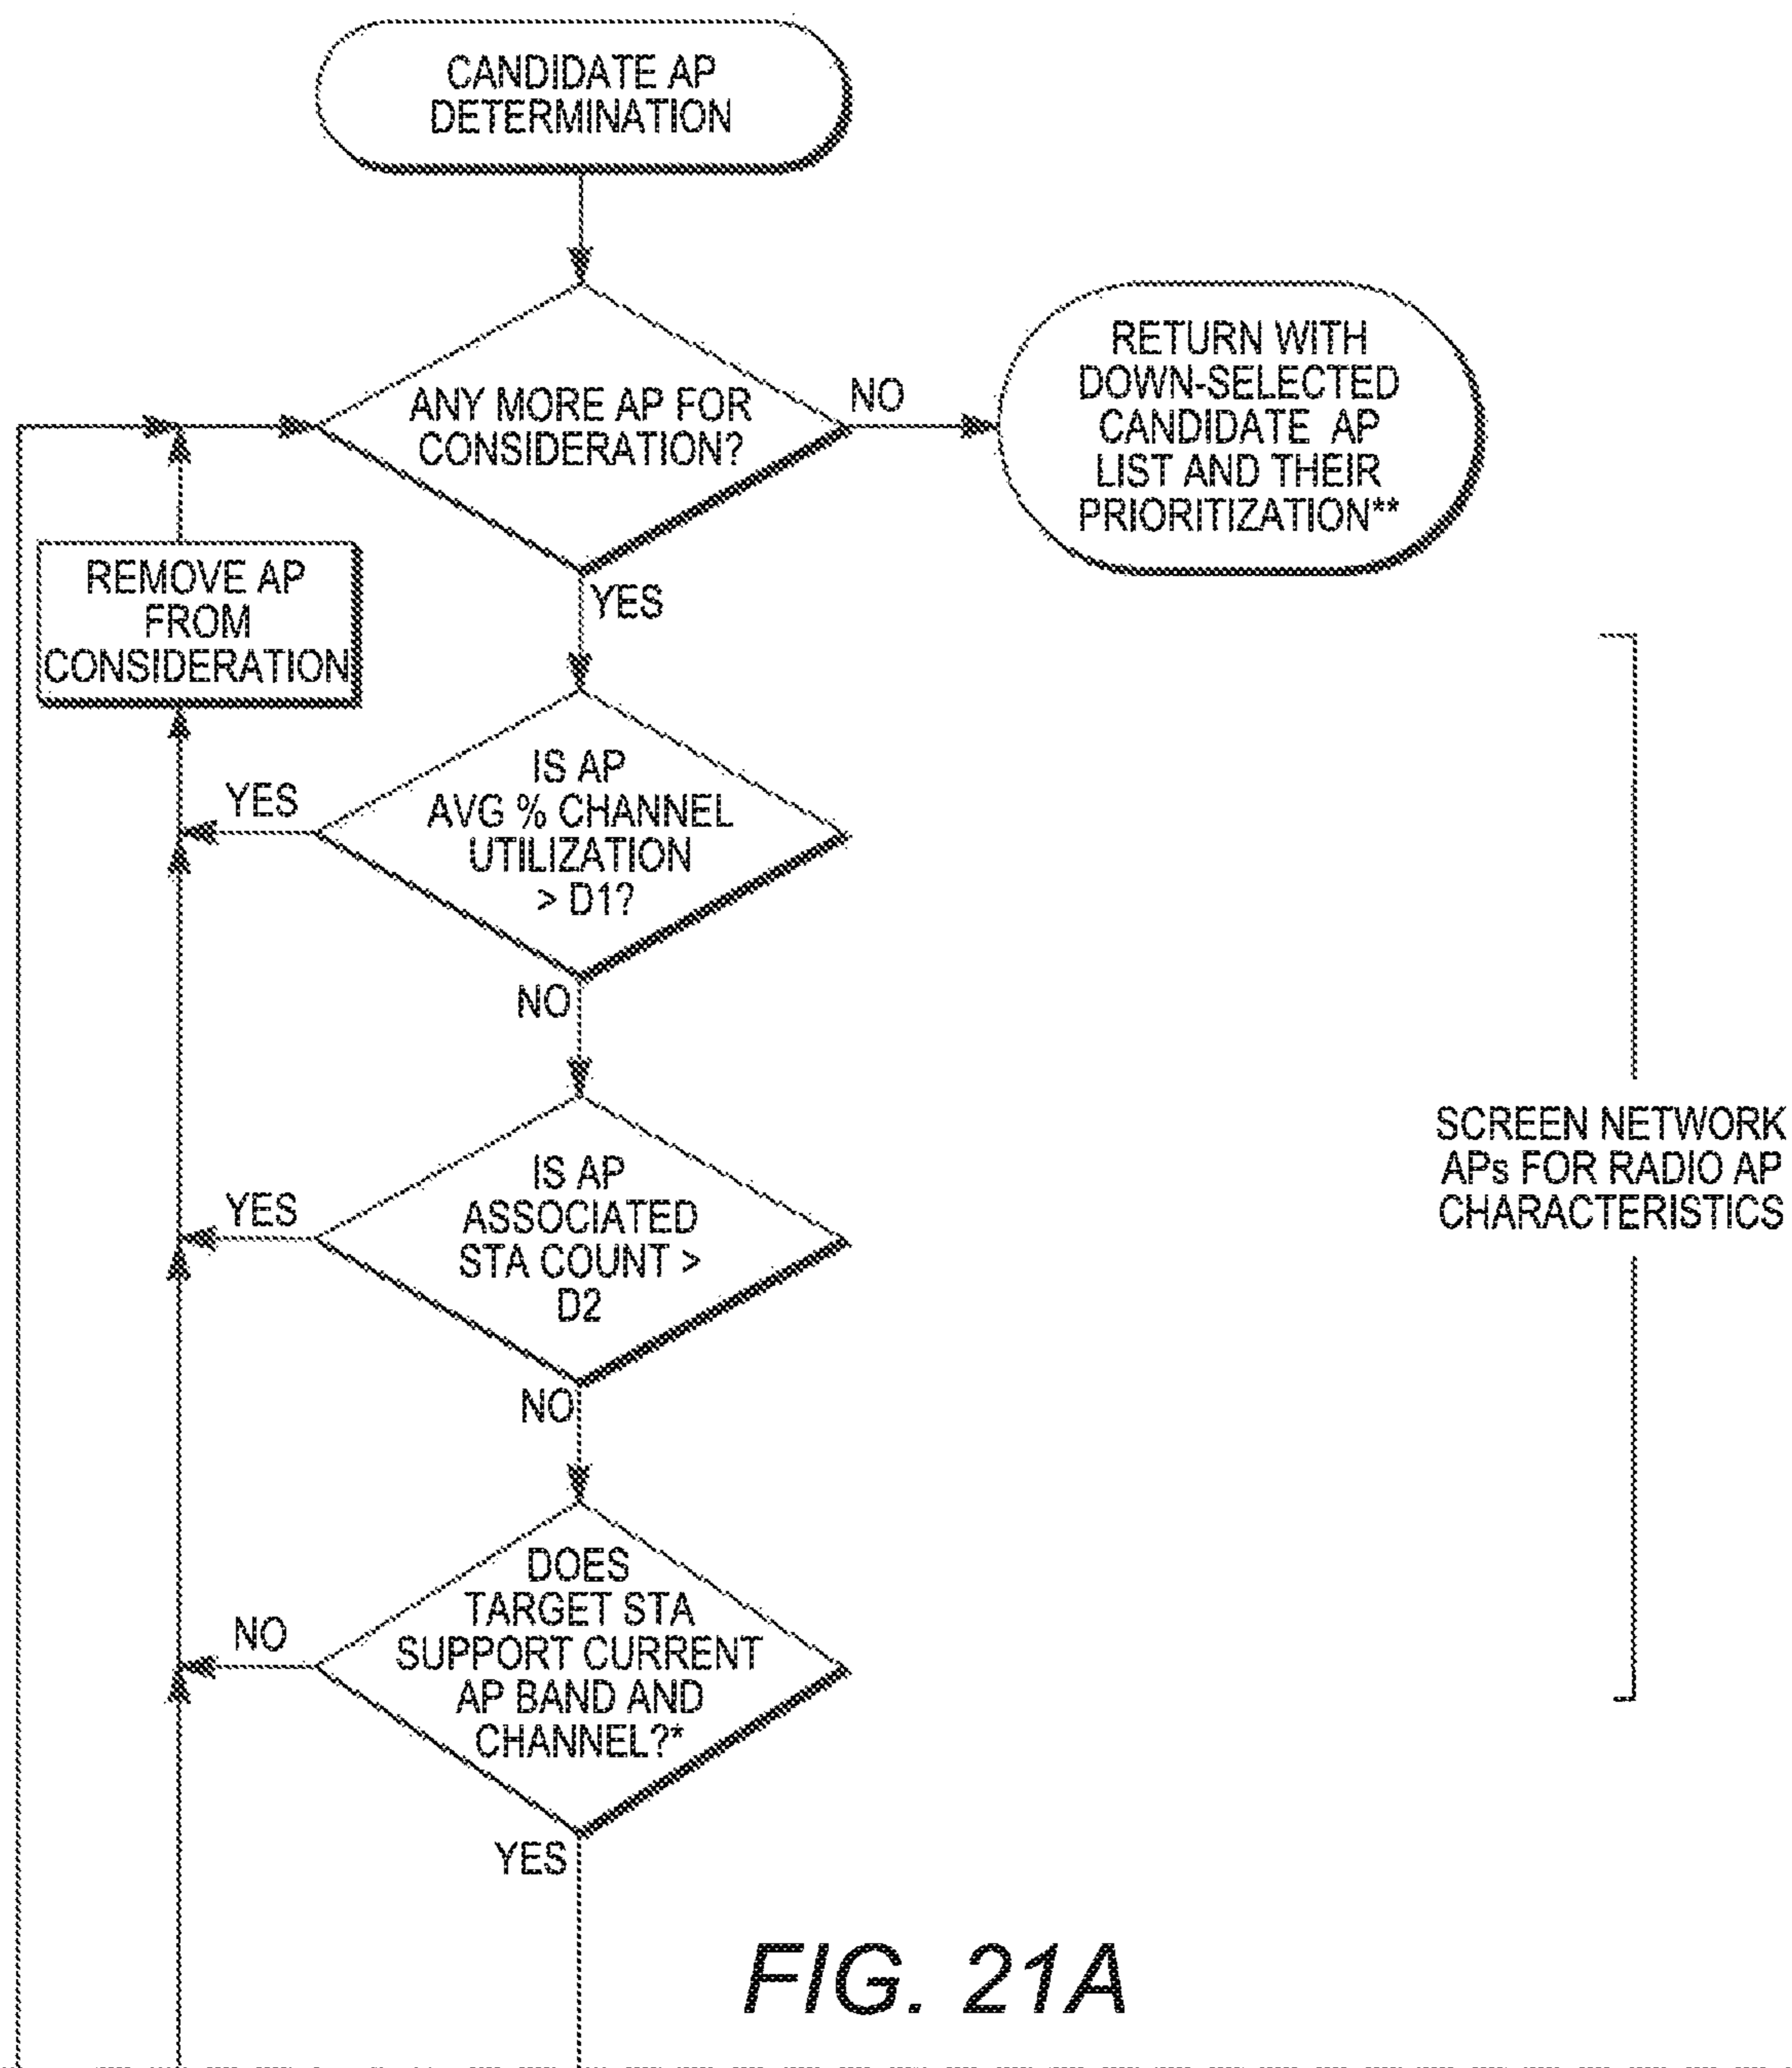 CANDIDATE AP
DETERMINATION
ANY MORE AP FOR
CONSIDERATION?
NO
RETURN WITH
DOWN-SELECTED
CANDIDATE AP
LIST AND THEIR
PRIORITIZATION**
REMOVE AP
FROM
CONSIDERATION
YES
IS AP
AVG % CHANNEL
UTILIZATION
> D1?
YES
NO
IS AP
ASSOCIATED
STA COUNT >
D2
YES
NO
SCREEN NETWORK
APs FOR RADIO AP
CHARACTERISTICS
DOES
TARGET STA
SUPPORT CURRENT
AP BAND AND
CHANNEL?*
NO
YES
FIG. 21A